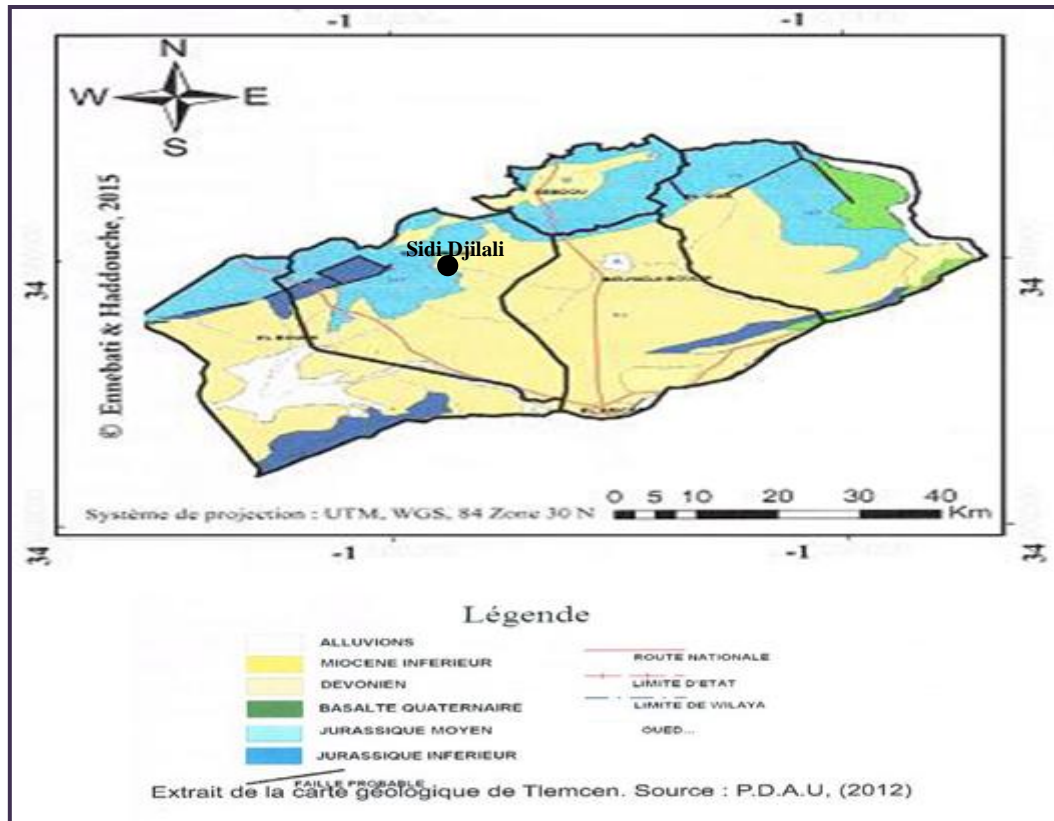 -1 -1
N
W E
S
© Ennebati & Haddouche, 2015
Sidi Djilali
34 34
0 5 10 20 30 40
Km
Système de projection : UTM, WGS, 84 Zone 30 N
34 34
-1 -1
Légende
ALLUVIONS
MIOCENE INFERIEUR
DEVONIEN
BASALTE QUATERNAIRE
JURASSIQUE MOYEN
JURASSIQUE INFERIEUR
FAILLE PROBABLE
ROUTE NATIONALE
LIMITE D'ETAT
LIMITE DE WILAYA
OUED...
Extrait de la carte géologique de Tlemcen. Source : P.D.A.U, (2012)